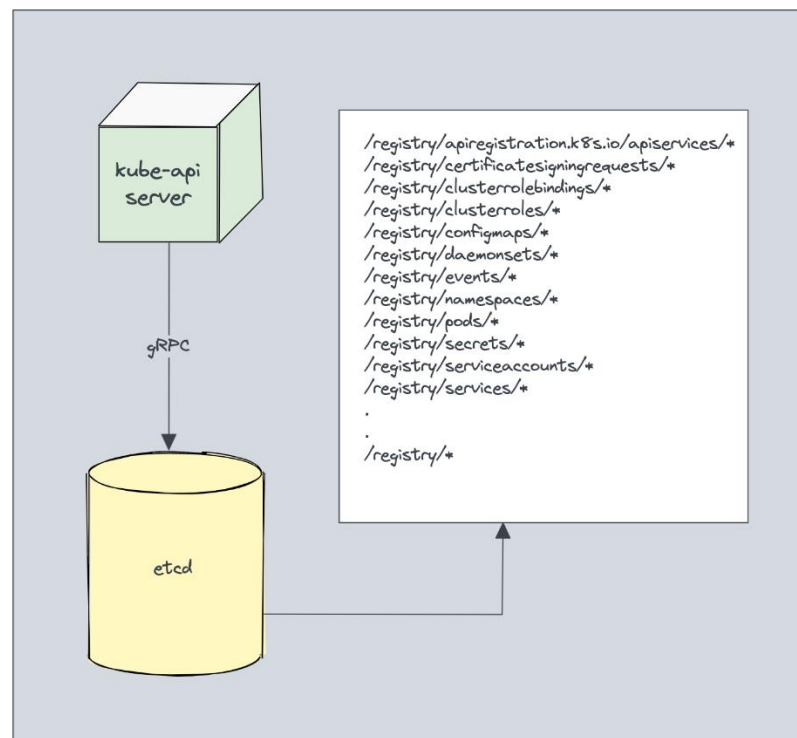 kube-api
server
gRPC
etcd
/registry/apiregistration.k8s.io/apiservices/*
/registry/certificatesigningrequests/*
/registry/clusterrolebindings/*
/registry/clusterroles/*
/registry/configmaps/*
/registry/daemonsets/*
/registry/events/*
/registry/namespaces/*
/registry/pods/*
/registry/secrets/*
/registry/serviceaccounts/*
/registry/services/*
.
.
/registry/*